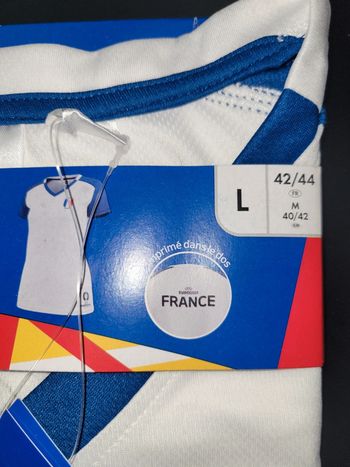 L
42/44
FR
M
40/42
imprimé dans le dos
FRANCE